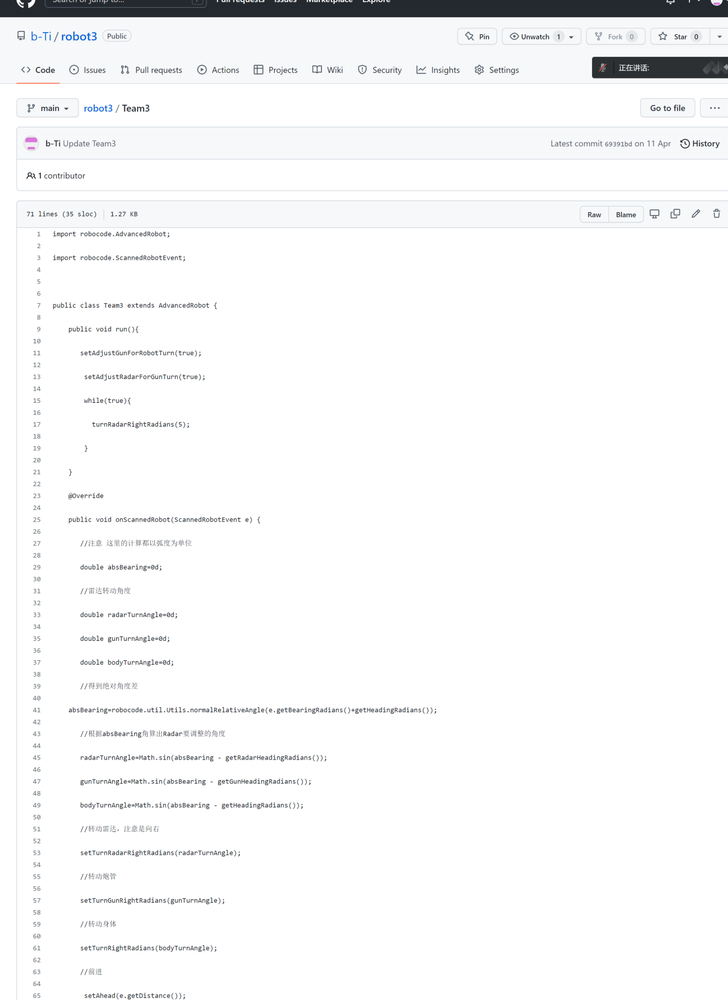 Search or jump to...
/
Pull requests Issues Marketplace Explore
b-Ti / robot3 Public
Pin
Unwatch 1
Fork 0
Star 0
Code
Issues
Pull requests
Actions
Projects
Wiki
Security
Insights
Settings
正在讲话:
main
robot3 / Team3
Go to file
...
b-Ti Update Team3
Latest commit 69391bd on 11 Apr
History
1 contributor
71 lines (35 sloc) 1.27 KB
Raw Blame
1 import robocode.AdvancedRobot;
2
3 import robocode.ScannedRobotEvent;
4
5
6
7 public class Team3 extends AdvancedRobot {
8
9 public void run(){
10
11 setAdjustGunForRobotTurn(true);
12
13 setAdjustRadarForGunTurn(true);
14
15 while(true){
16
17 turnRadarRightRadians(5);
18
19 }
20
21 }
22
23 @Override
24
25 public void onScannedRobot(ScannedRobotEvent e) {
26
27 //注意 这里的计算都以弧度为单位
28
29 double absBearing=0d;
30
31 //雷达转动角度
32
33 double radarTurnAngle=0d;
34
35 double gunTurnAngle=0d;
36
37 double bodyTurnAngle=0d;
38
39 //得到绝对角度差
40
41 absBearing=robocode.util.Utils.normalRelativeAngle(e.getBearingRadians()+getHeadingRadians());
42
43 //根据absBearing角算出Radar要调整的角度
44
45 radarTurnAngle=Math.sin(absBearing - getRadarHeadingRadians());
46
47 gunTurnAngle=Math.sin(absBearing - getGunHeadingRadians());
48
49 bodyTurnAngle=Math.sin(absBearing - getHeadingRadians());
50
51 //转动雷达，注意是向右
52
53 setTurnRadarRightRadians(radarTurnAngle);
54
55 //转动炮管
56
57 setTurnGunRightRadians(gunTurnAngle);
58
59 //转动身体
60
61 setTurnRightRadians(bodyTurnAngle);
62
63 //前进
64
65 setAhead(e.getDistance());